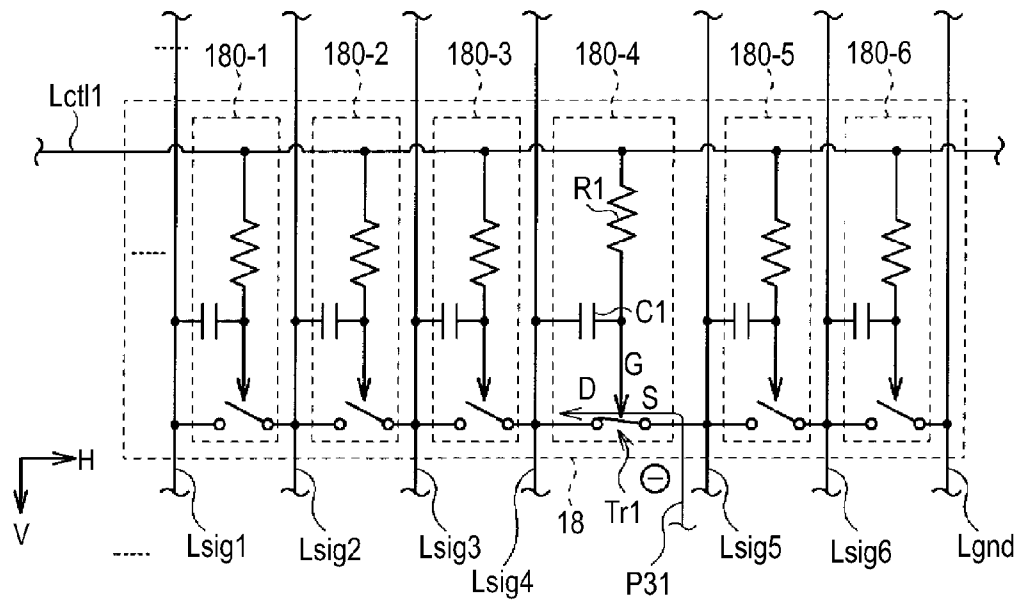 180-1 180-2 180-3 180-4 180-5 180-6
Lctl1
R1
C1
G
D S
H
V
18 Tr1 −
Lsig1 Lsig2 Lsig3 Lsig4 P31 Lsig5 Lsig6 Lgnd